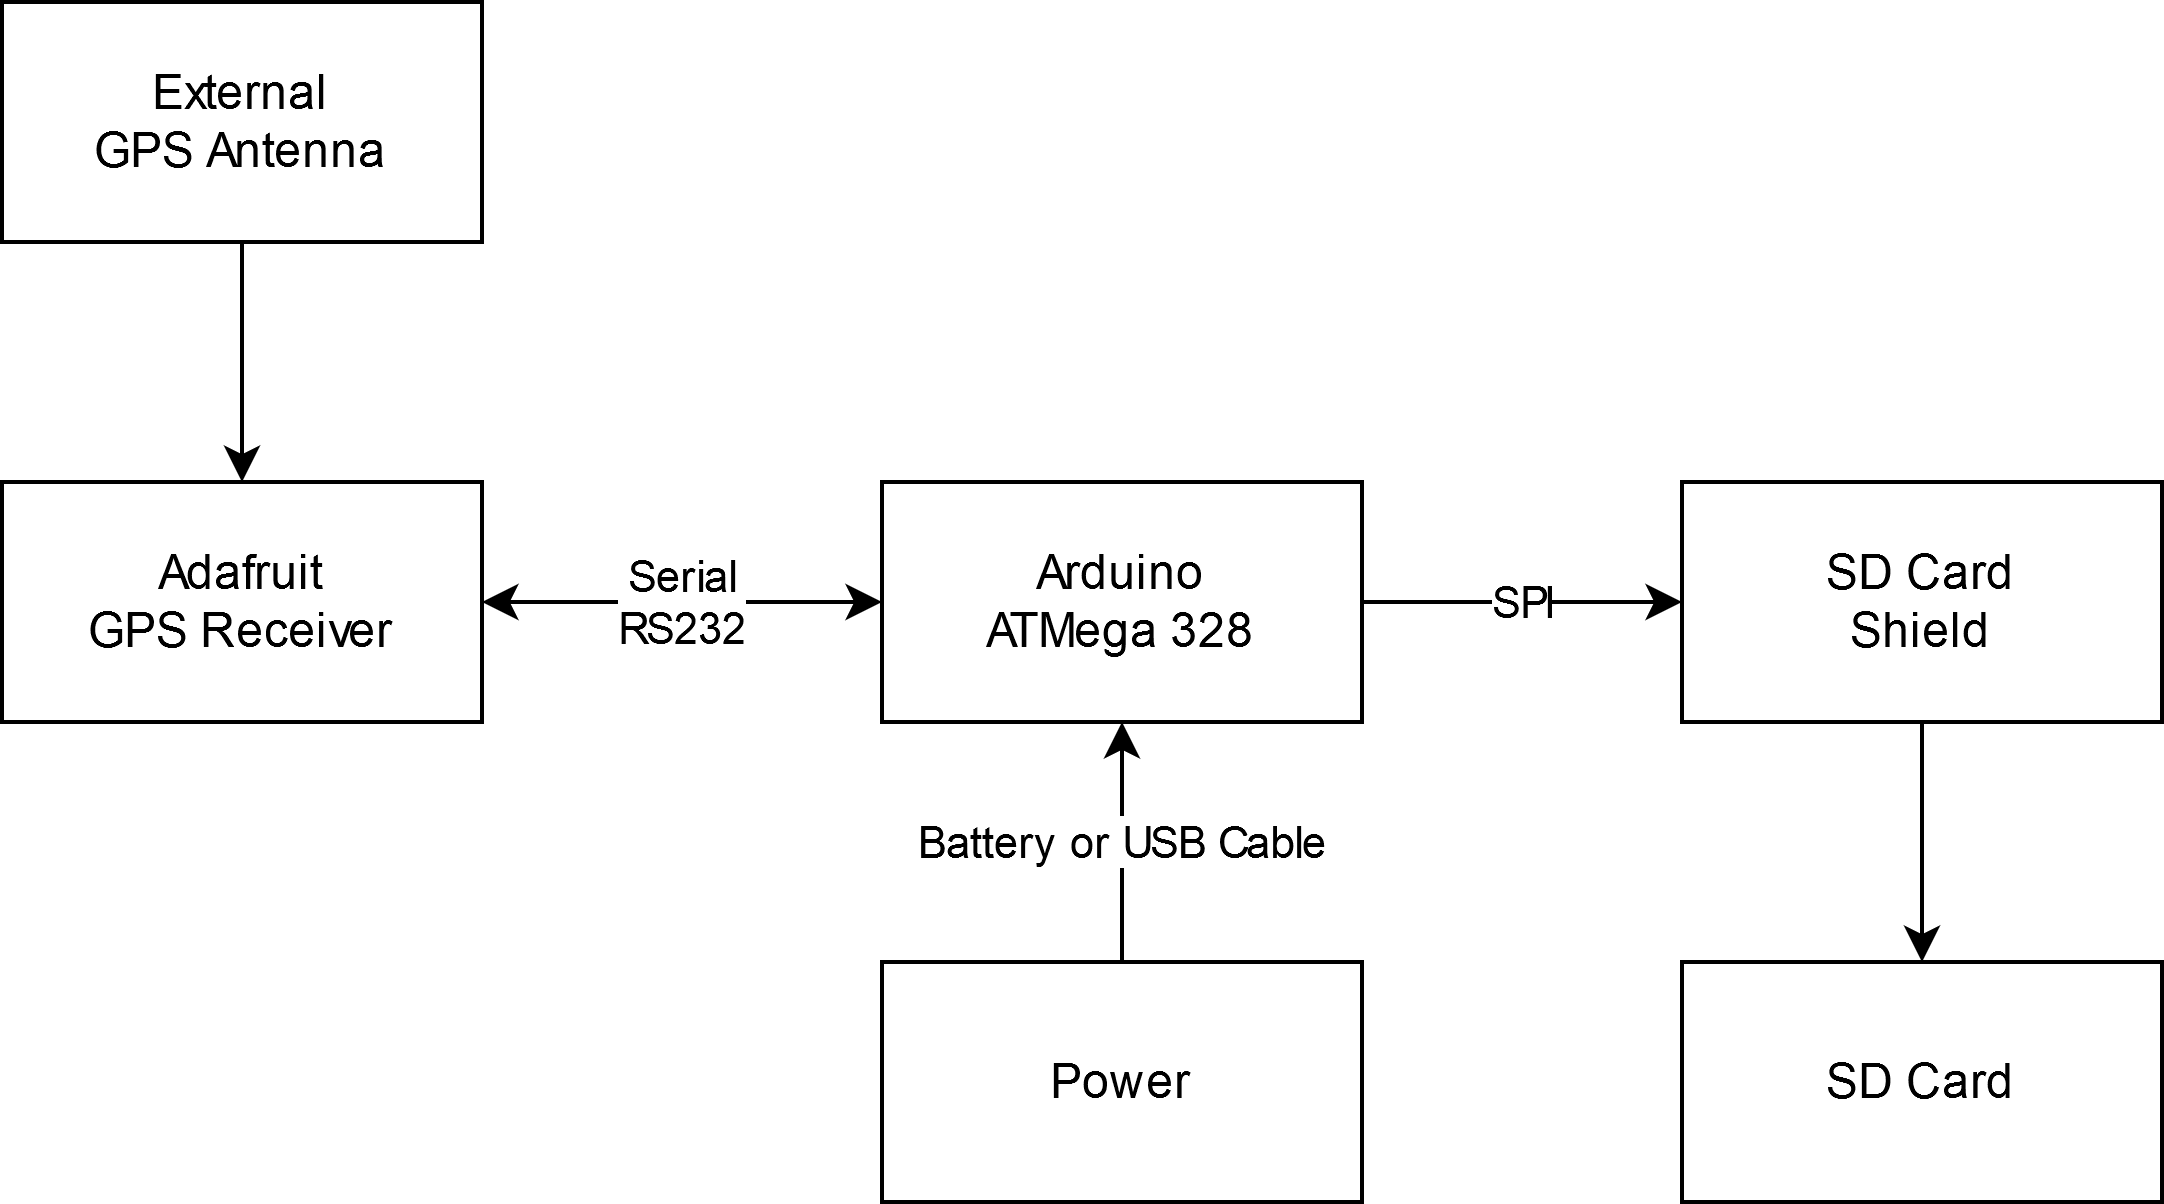 External
GPS Antenna
Adafruit
GPS Receiver
Serial
RS232
Arduino
ATMega 328
SPI
SD Card
Shield
Battery or USB Cable
Power
SD Card